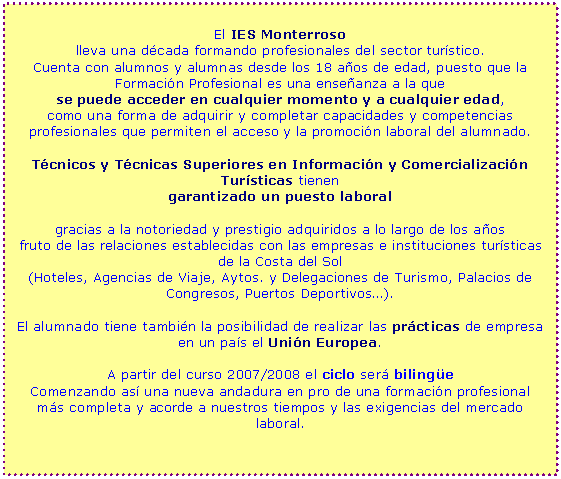 El IES Monterroso
lleva una década formando profesionales del sector turístico.
Cuenta con alumnos y alumnas desde los 18 años de edad, puesto que la
Formación Profesional es una enseñanza a la que
se puede acceder en cualquier momento y a cualquier edad,
como una forma de adquirir y completar capacidades y competencias
profesionales que permiten el acceso y la promoción laboral del alumnado.
Técnicos y Técnicas Superiores en Información y Comercialización
Turísticas tienen
garantizado un puesto laboral
gracias a la notoriedad y prestigio adquiridos a lo largo de los años
fruto de las relaciones establecidas con las empresas e instituciones turísticas
de la Costa del Sol
(Hoteles, Agencias de Viaje, Aytos. y Delegaciones de Turismo, Palacios de
Congresos, Puertos Deportivos...).
El alumnado tiene también la posibilidad de realizar las prácticas de empresa
en un país el Unión Europea.
A partir del curso 2007/2008 el ciclo será bilingüe
Comenzando así una nueva andadura en pro de una formación profesional
más completa y acorde a nuestros tiempos y las exigencias del mercado
laboral.